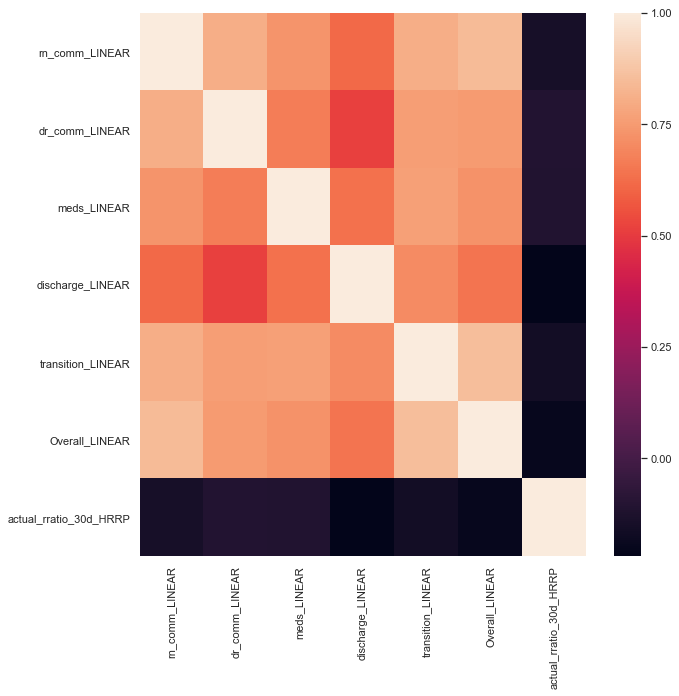 rn_comm_LINEAR
dr_comm_LINEAR
meds_LINEAR
discharge_LINEAR
transition_LINEAR
Overall_LINEAR
actual_rratio_30d_HRRP
rn_comm_LINEAR
dr_comm_LINEAR
meds_LINEAR
discharge_LINEAR
transition_LINEAR
Overall_LINEAR
actual_rratio_30d_HRRP
1.00
0.75
0.50
0.25
0.00